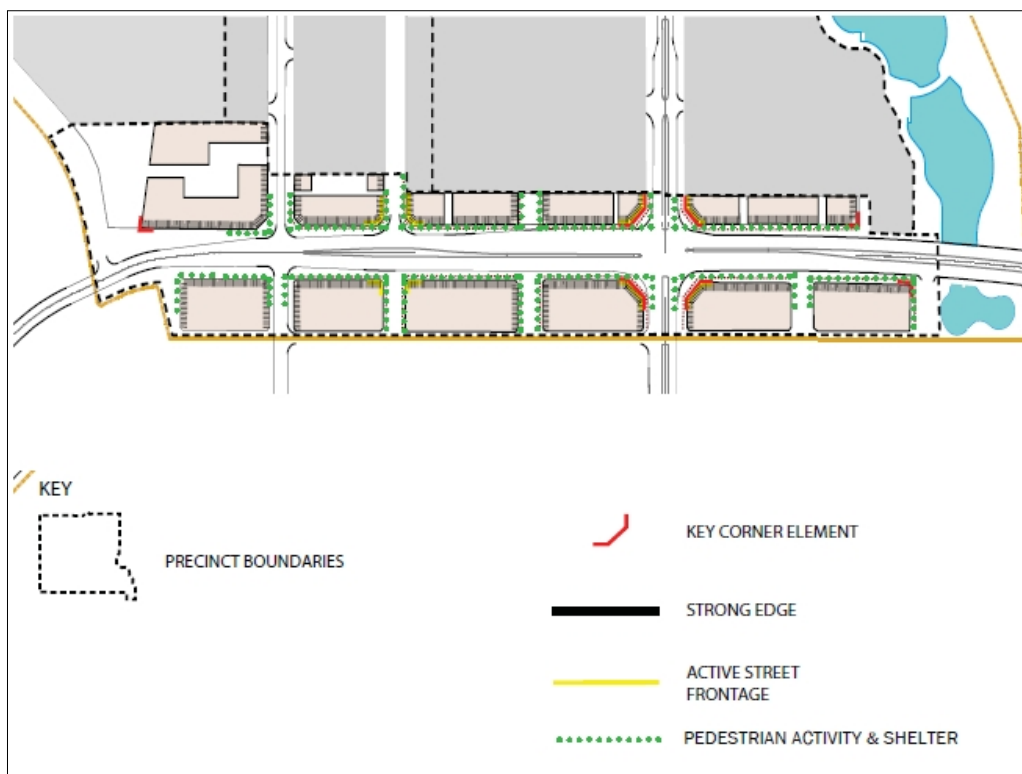 KEY
PRECINCT BOUNDARIES
KEY CORNER ELEMENT
STRONG EDGE
ACTIVE STREET
FRONTAGE
PEDESTRIAN ACTIVITY & SHELTER